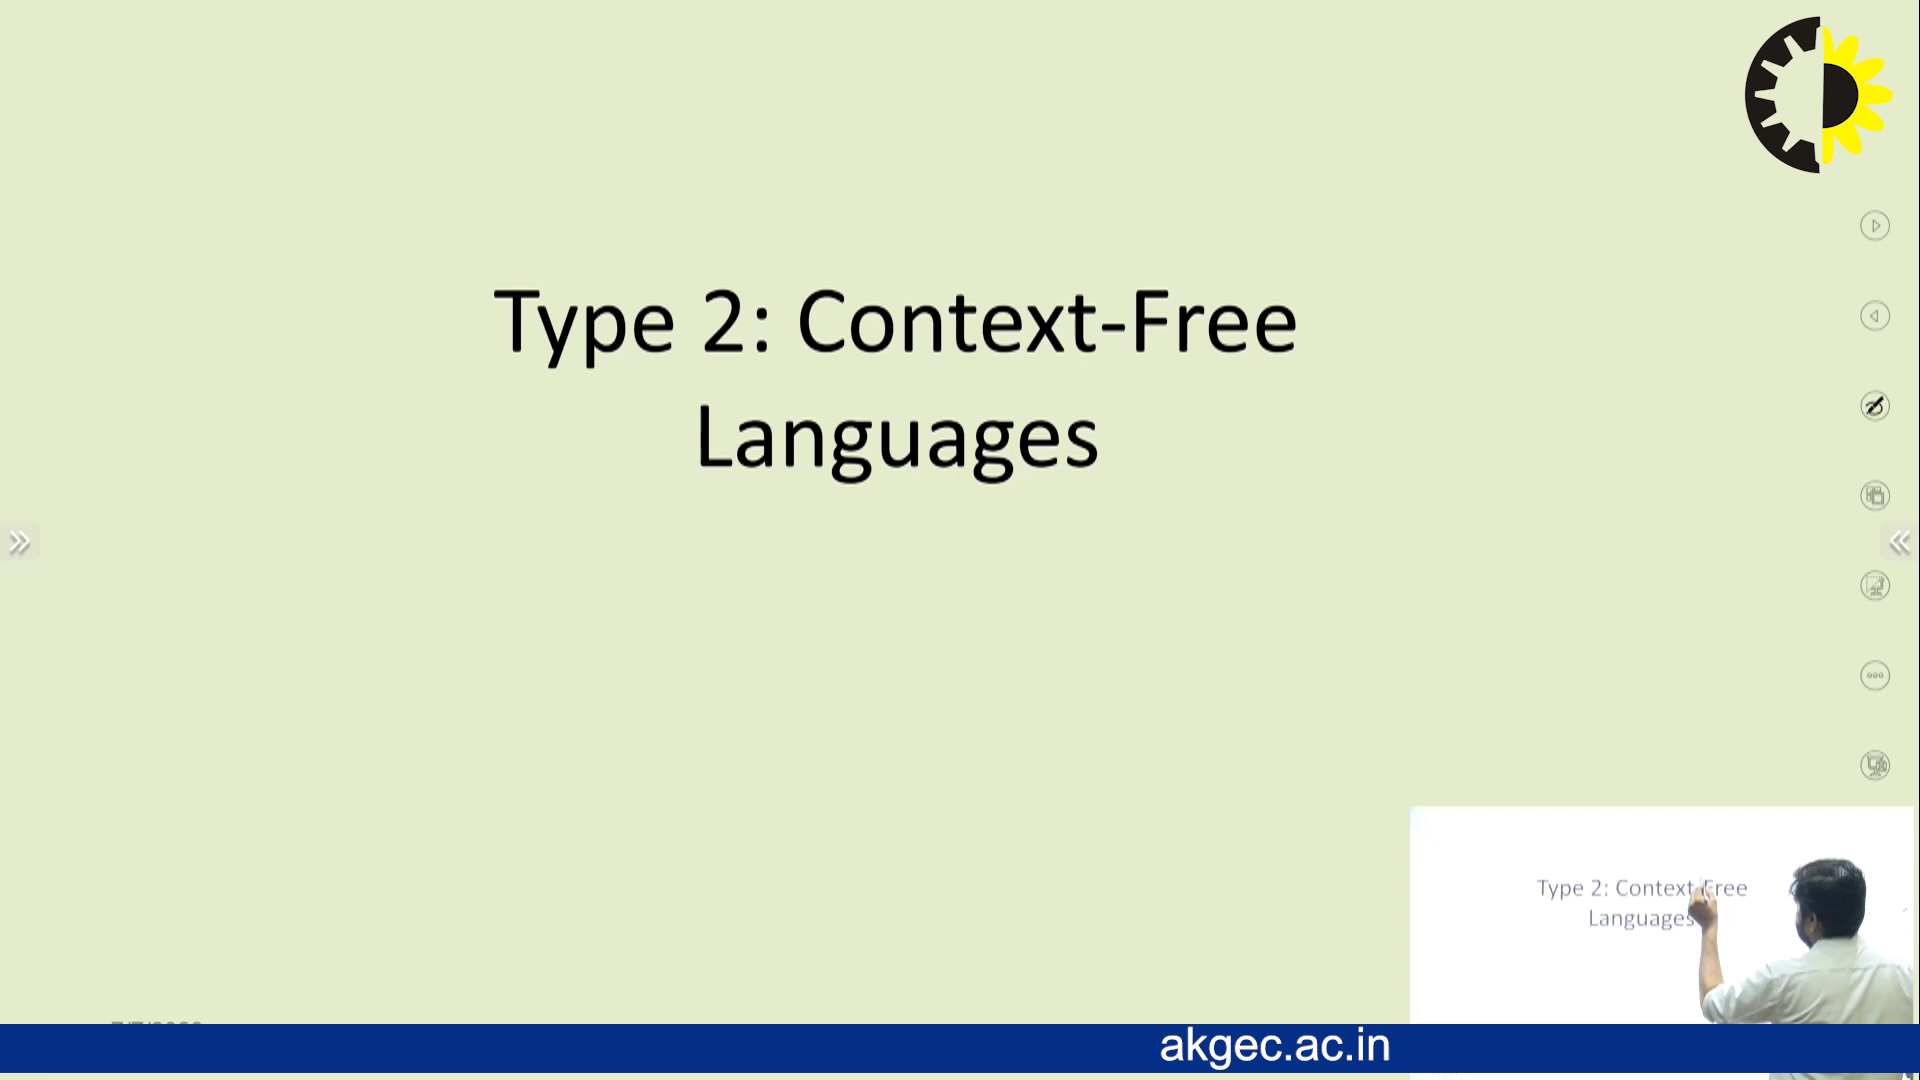 Type 2: Context-Free
Languages
Type 2: Context-Free
Languages
akgec.ac.in